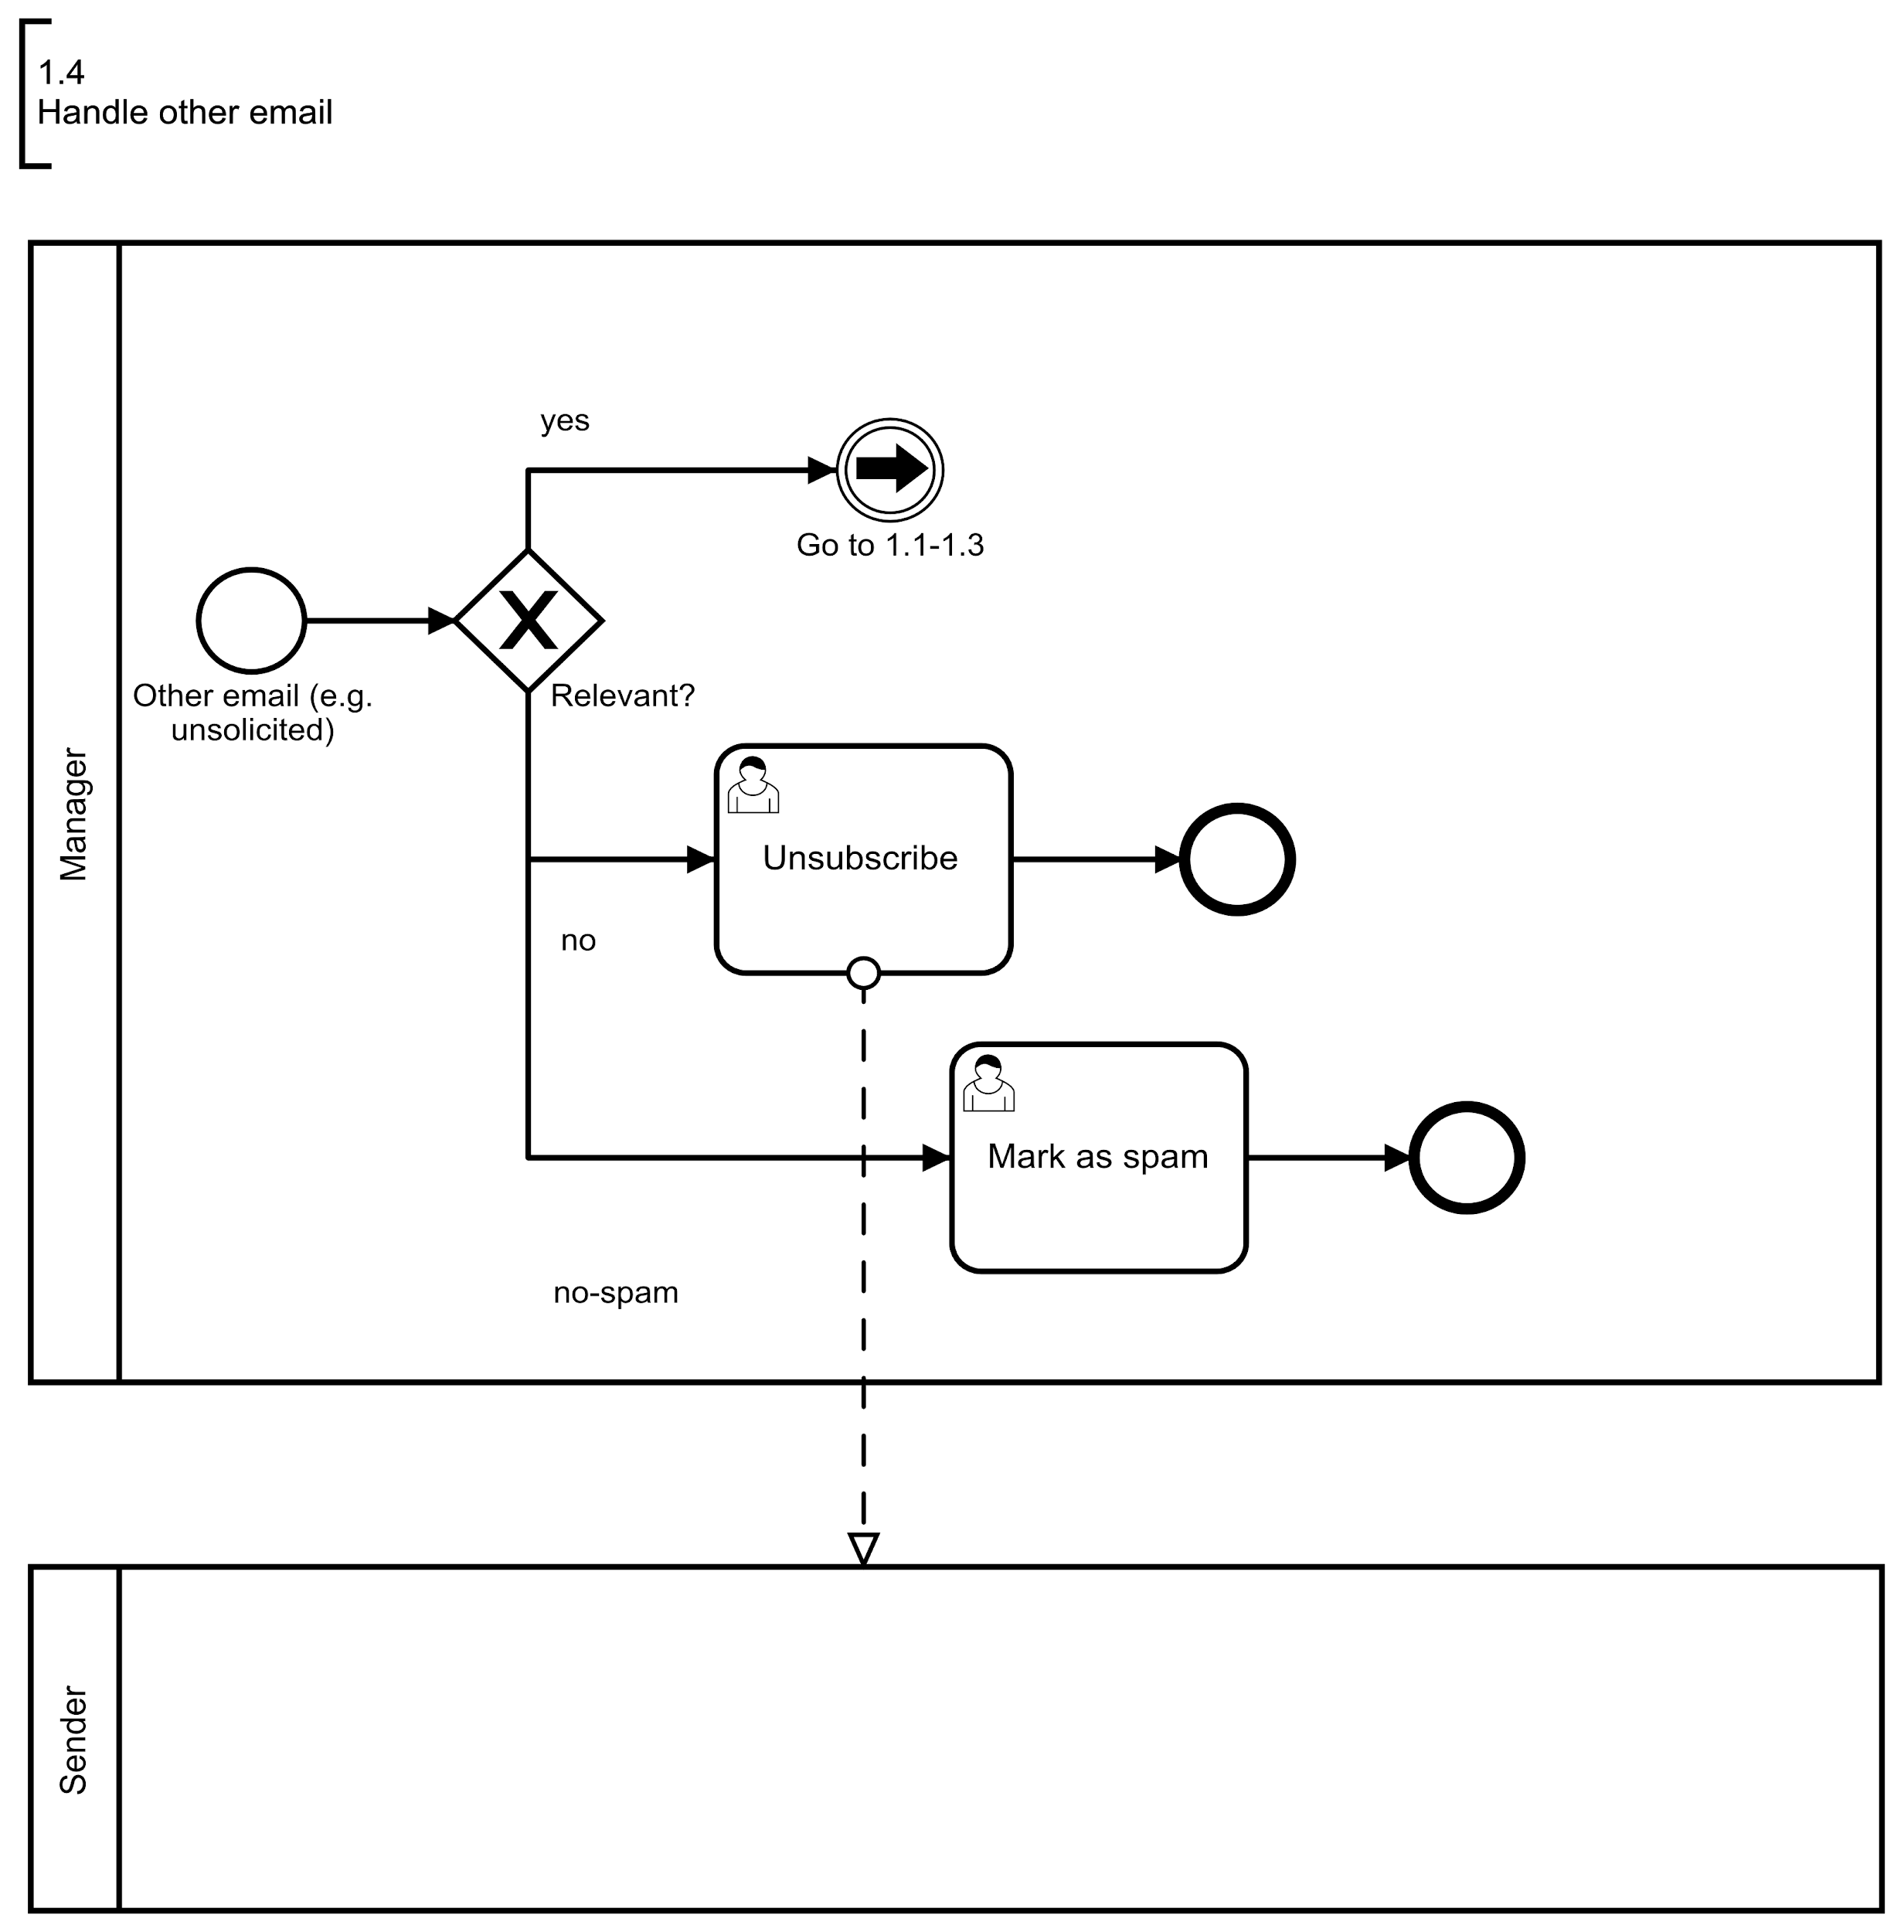 1.4
Handle other email
Manager
yes
Go to 1.1-1.3
Other email (e.g.
unsolicited)
Relevant?
Unsubscribe
no
Mark as spam
no-spam
Sender